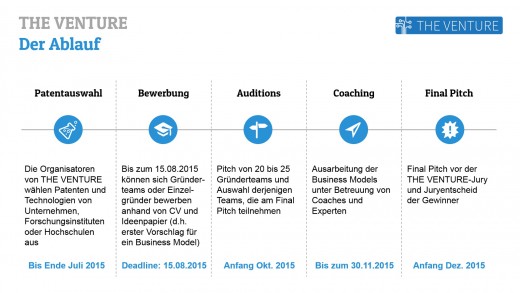 THE VENTURE
Der Ablauf
THE VENTURE
Patentauswahl
Bewerbung
Auditions
Coaching
Final Pitch
Die Organisatoren
von THE VENTURE
wählen Patenten und
Technologien von
Unternehmen,
Forschungsinstituten
oder Hochschulen
aus
Bis zum 15.08.2015
können sich Gründer-
teams oder Einzel-
gründer bewerben
anhand von CV und
Ideenpapier (d.h.
erster Vorschlag für
ein Business Model)
Pitch von 20 bis 25
Gründerteams und
Auswahl derjenigen
Teams, die am Final
Pitch teilnehmen
Ausarbeitung der
Business Models
unter Betreuung von
Coaches und
Experten
Final Pitch vor der
THE VENTURE-Jury
und Juryentscheid
der Gewinner
Bis Ende Juli 2015
Deadline: 15.08.2015
Anfang Okt. 2015
Bis zum 30.11.2015
Anfang Dez. 2015